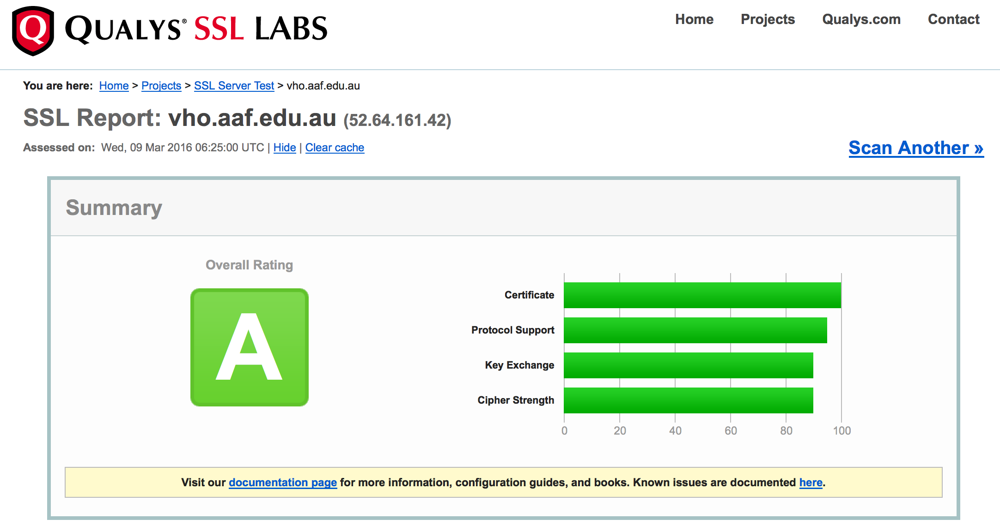 Q QUALYS® SSL LABS
Home Projects Qualys.com Contact
You are here: Home > Projects > SSL Server Test > vho.aaf.edu.au
SSL Report: vho.aaf.edu.au (52.64.161.42)
Assessed on: Wed, 09 Mar 2016 06:25:00 UTC | Hide | Clear cache
Scan Another »
Summary
Overall Rating
A
Certificate
Protocol Support
Key Exchange
Cipher Strength
0 20 40 60 80 100
Visit our documentation page for more information, configuration guides, and books. Known issues are documented here.